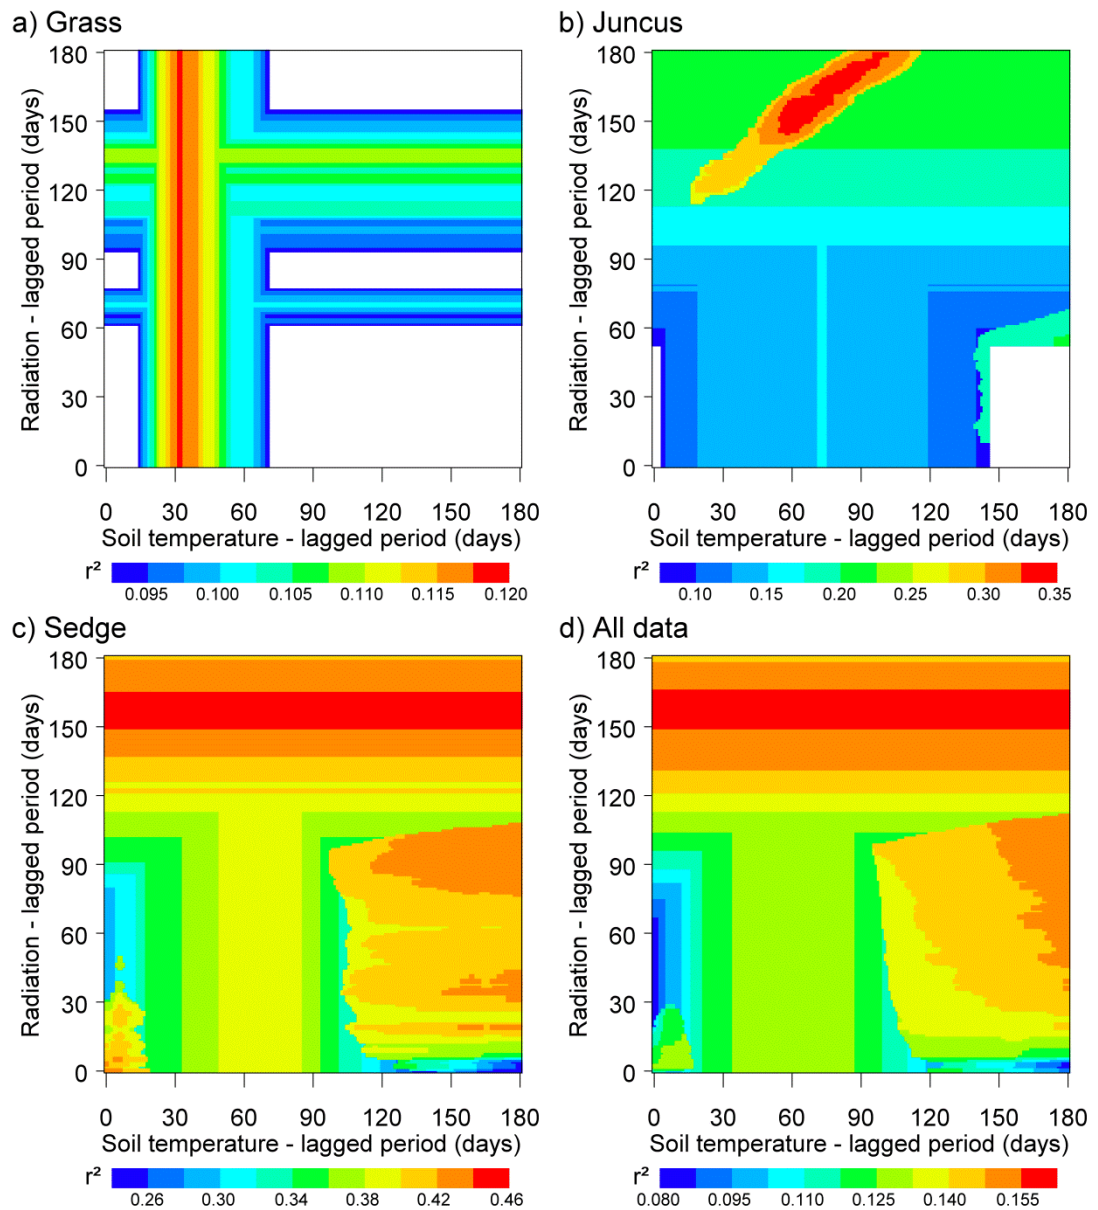 a) Grass
b) Juncus
Radiation - lagged period (days)
180
150
120
90
60
30
0
0 30 60 90 120 150 180
Soil temperature - lagged period (days)
r²
0.095 0.100 0.105 0.110 0.115 0.120
Radiation - lagged period (days)
180
150
120
90
60
30
0
0 30 60 90 120 150 180
Soil temperature - lagged period (days)
r²
0.10 0.15 0.20 0.25 0.30 0.35
c) Sedge
d) All data
Radiation - lagged period (days)
180
150
120
90
60
30
0
0 30 60 90 120 150 180
Soil temperature - lagged period (days)
r²
0.26 0.30 0.34 0.38 0.42 0.46
Radiation - lagged period (days)
180
150
120
90
60
30
0
0 30 60 90 120 150 180
Soil temperature - lagged period (days)
r²
0.080 0.095 0.110 0.125 0.140 0.155